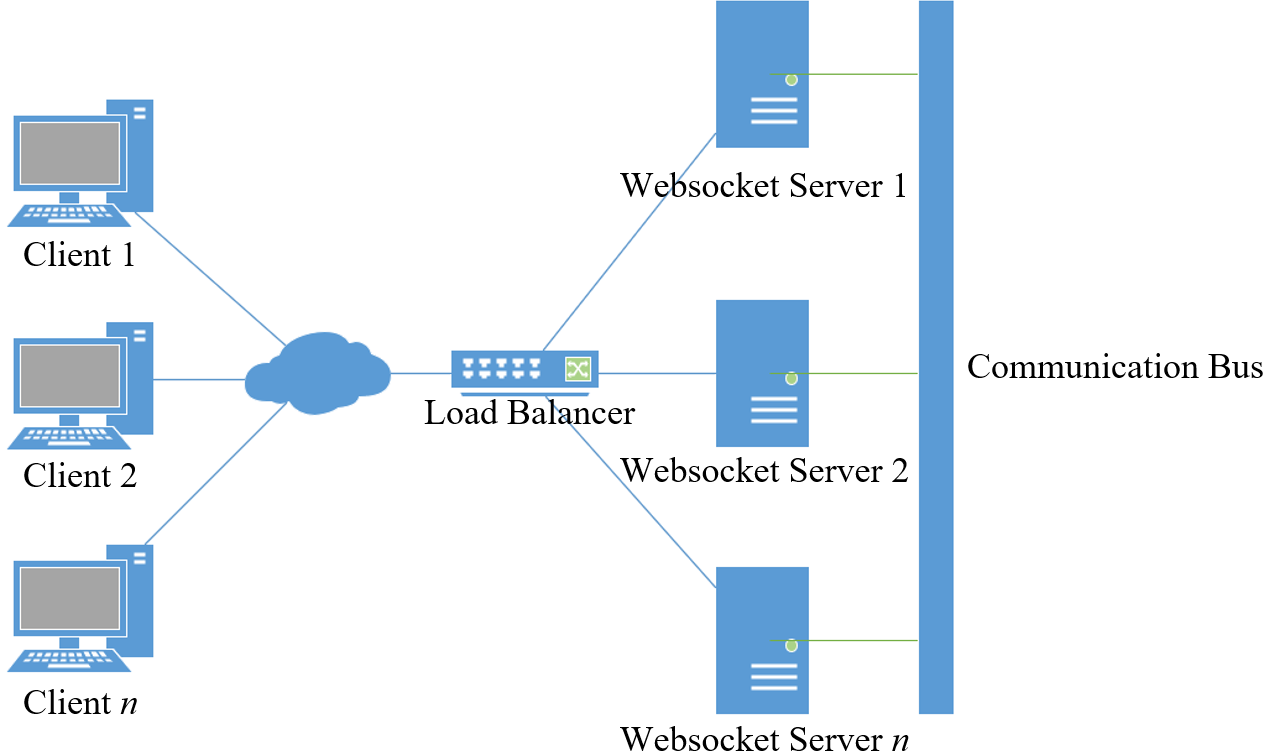 Client 1
Client 2
Client n
Load Balancer
Websocket Server 1
Websocket Server 2
Websocket Server n
Communication Bus